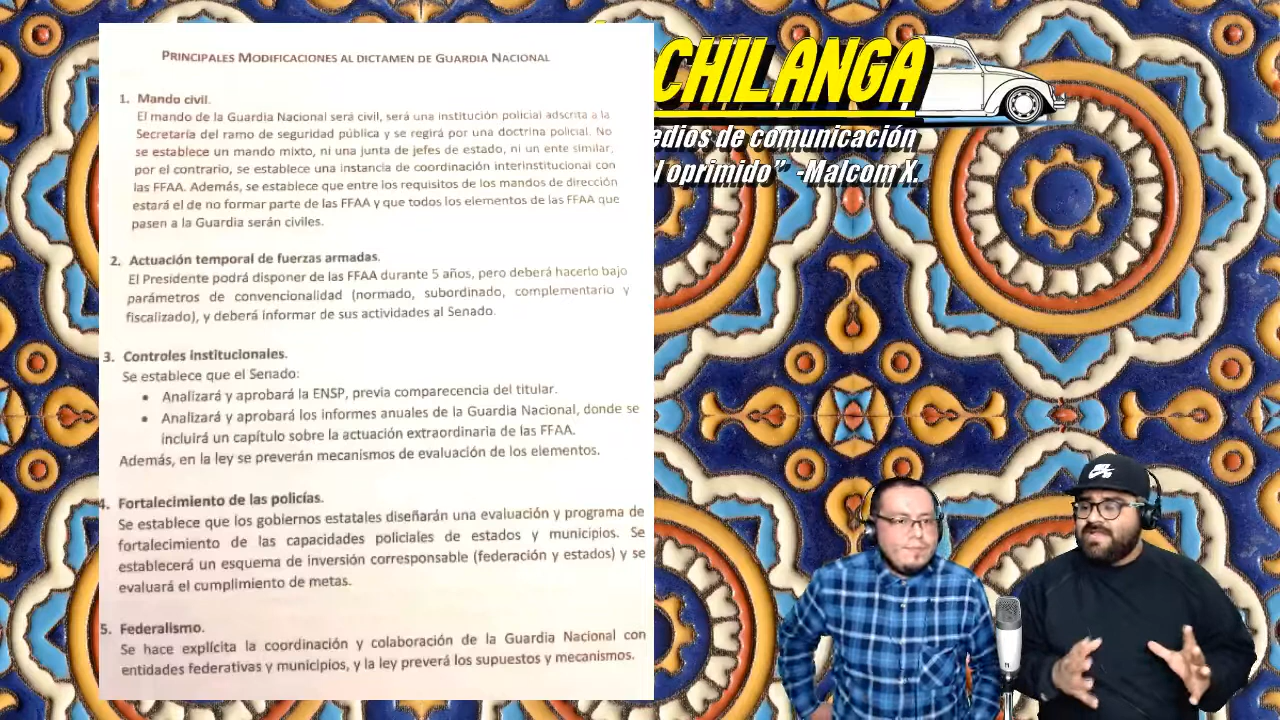 PRINCIPALES MODIFICACIONES AL DICTAMEN DE GUARDIA NACIONAL
1. Mando civil.
El mando de la Guardia Nacional será civil, será una institución policial adscrita a la
Secretaría del ramo de seguridad pública y se regirá por una doctrina policial. No
se establece un mando mixto, ni una junta de jefes de estado, ni un ente similar,
por el contrario, se establece una instancia de coordinación interinstitucional con
las FFAA. Además, se establece que entre los requisitos de los mandos de dirección
estará el de no formar parte de las FFAA y que todos los elementos de las FFAA que
pasen a la Guardia serán civiles.
2. Actuación temporal de fuerzas armadas.
El Presidente podrá disponer de las FFAA durante 5 años, pero deberá hacerlo bajo
parámetros de convencionalidad (normado, subordinado, complementario y
fiscalizado), y deberá informar de sus actividades al Senado.
3. Controles institucionales.
Se establece que el Senado:
• Analizará y aprobará la ENSP, previa comparecencia del titular.
• Analizará y aprobará los informes anuales de la Guardia Nacional, donde se
incluirá un capítulo sobre la actuación extraordinaria de las FFAA.
Además, en la ley se preverán mecanismos de evaluación de los elementos.
4. Fortalecimiento de las policías.
Se establece que los gobiernos estatales diseñarán una evaluación y programa de
fortalecimiento de las capacidades policiales de estados y municipios. Se
establecerá un esquema de inversión corresponsable (federación y estados) y se
evaluará el cumplimiento de metas.
5. Federalismo.
Se hace explícita la coordinación y colaboración de la Guardia Nacional con
entidades federativas y municipios, y la ley preverá los supuestos y mecanismos.
CHILANGA
edios de comunicación
l oprimido" -Malcom X.